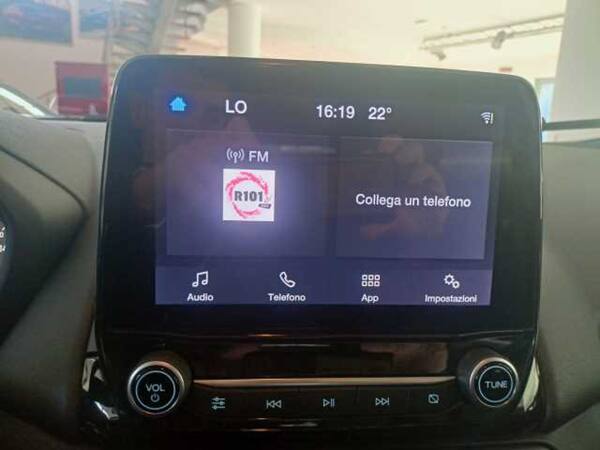 LO 16:19 22°
FM
R101
Collega un telefono
Audio Telefono App Impostazioni
VOL TUNE